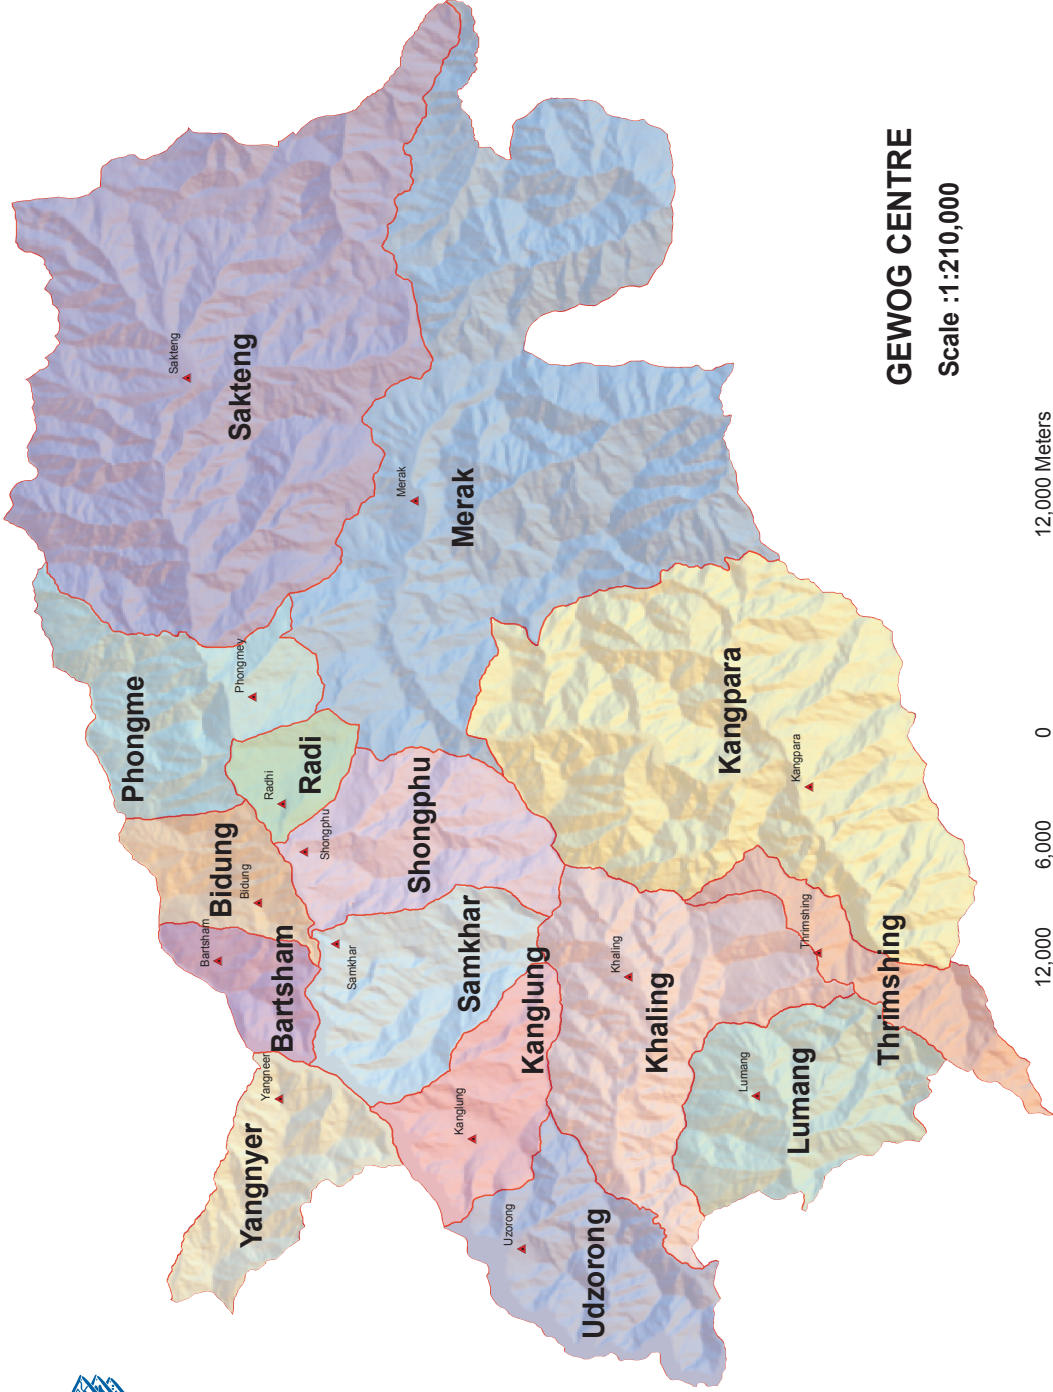 Sakteng
Sakteng
Merak
Merak
Phongme
Phongmey
Radi
Radhi
Kangpara
Kangpara
Shongphu
Shongphu
Bidung
Bidung
Bartsham
Bartsham
Samkhar
Samkhar
Kanglung
Kanglung
Khaling
Khaling
Thrimshing
Thrimshing
Lumang
Lumang
Yangneer
Yangnyer
Uzorong
Udzorong
GEWOG CENTRE
Scale :1:210,000
12,000 6,000 0 12,000 Meters